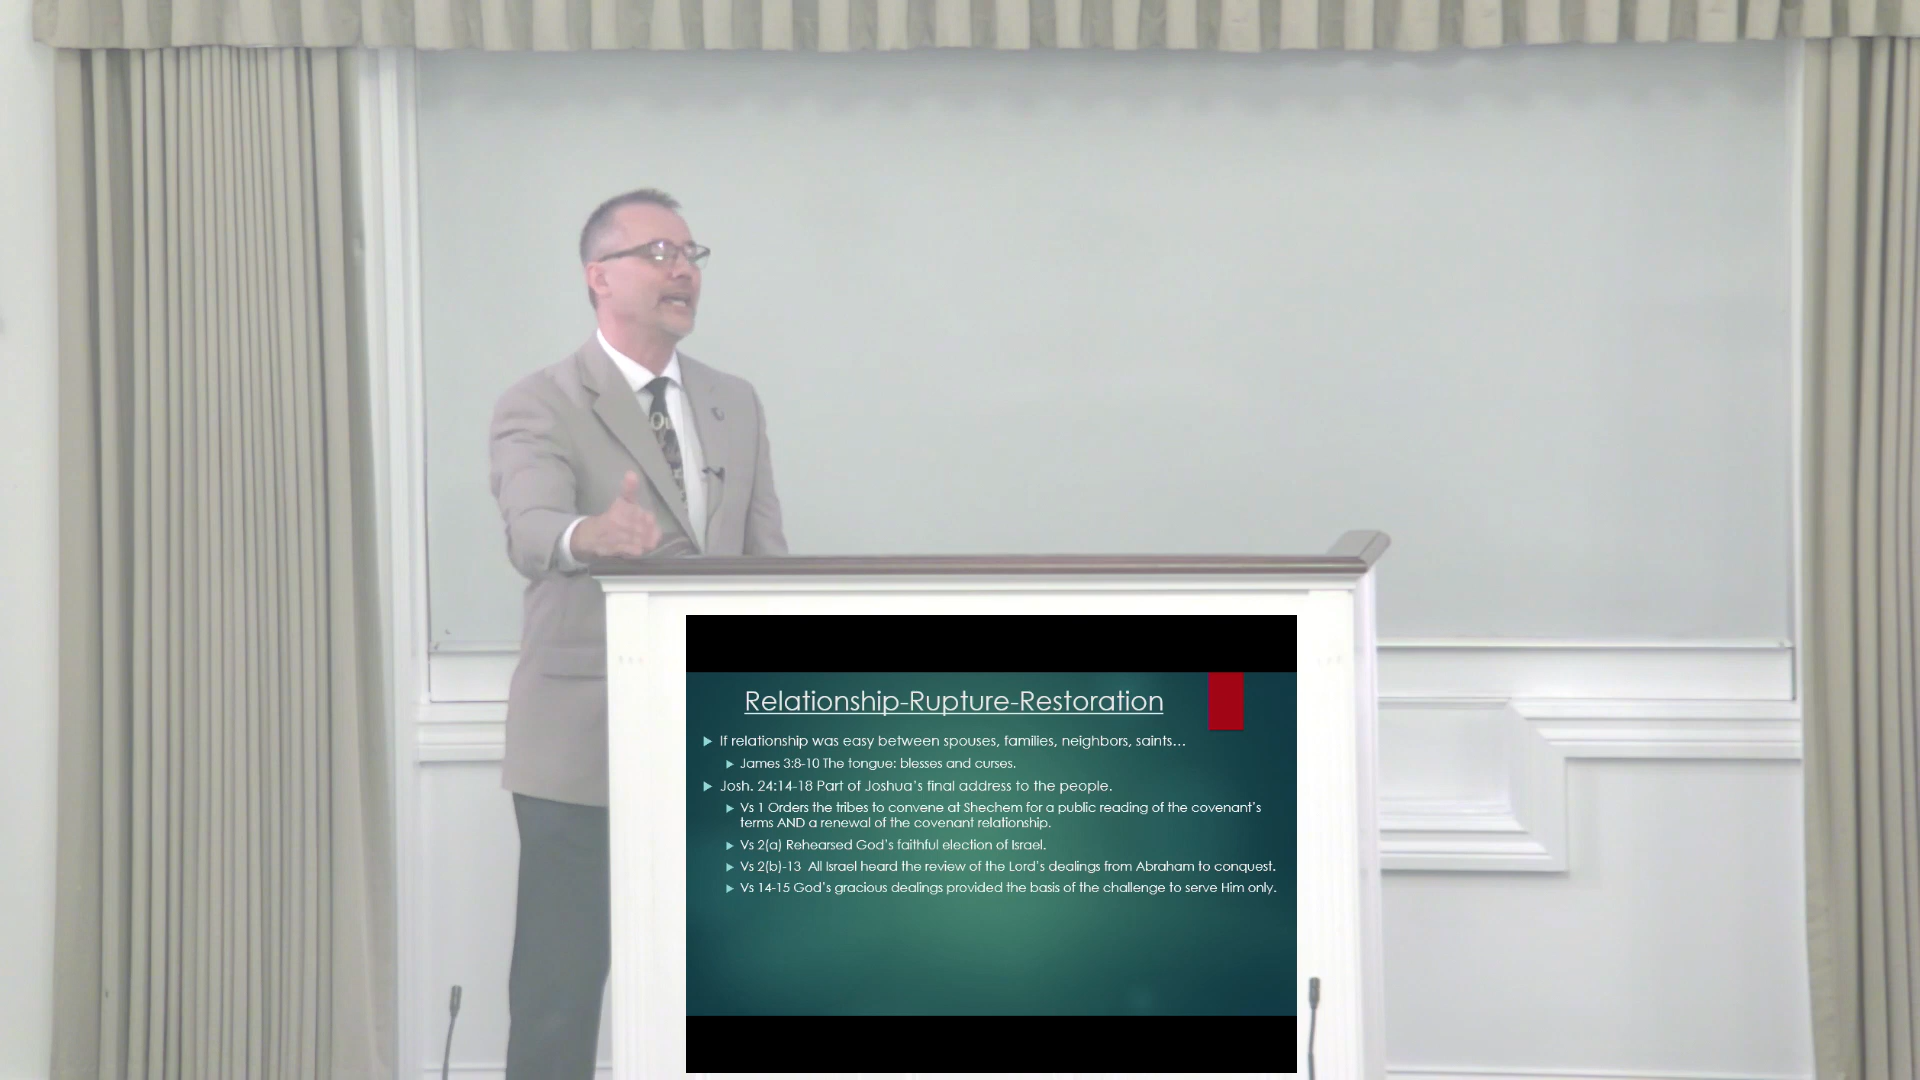 Relationship-Rupture-Restoration
If relationship was easy between spouses, families, neighbors, saints...
James 3:8-10 The tongue: blesses and curses.
Josh. 24:14-18 Part of Joshua's final address to the people.
Vs 1 Orders the tribes to convene at Shechem for a public reading of the covenant's
terms AND a renewal of the covenant relationship.
Vs 2(a) Rehearsed God's faithful election of Israel.
Vs 2(b)-13 All Israel heard the review of the Lord's dealings from Abraham to conquest.
Vs 14-15 God's gracious dealings provided the basis of the challenge to serve Him only.